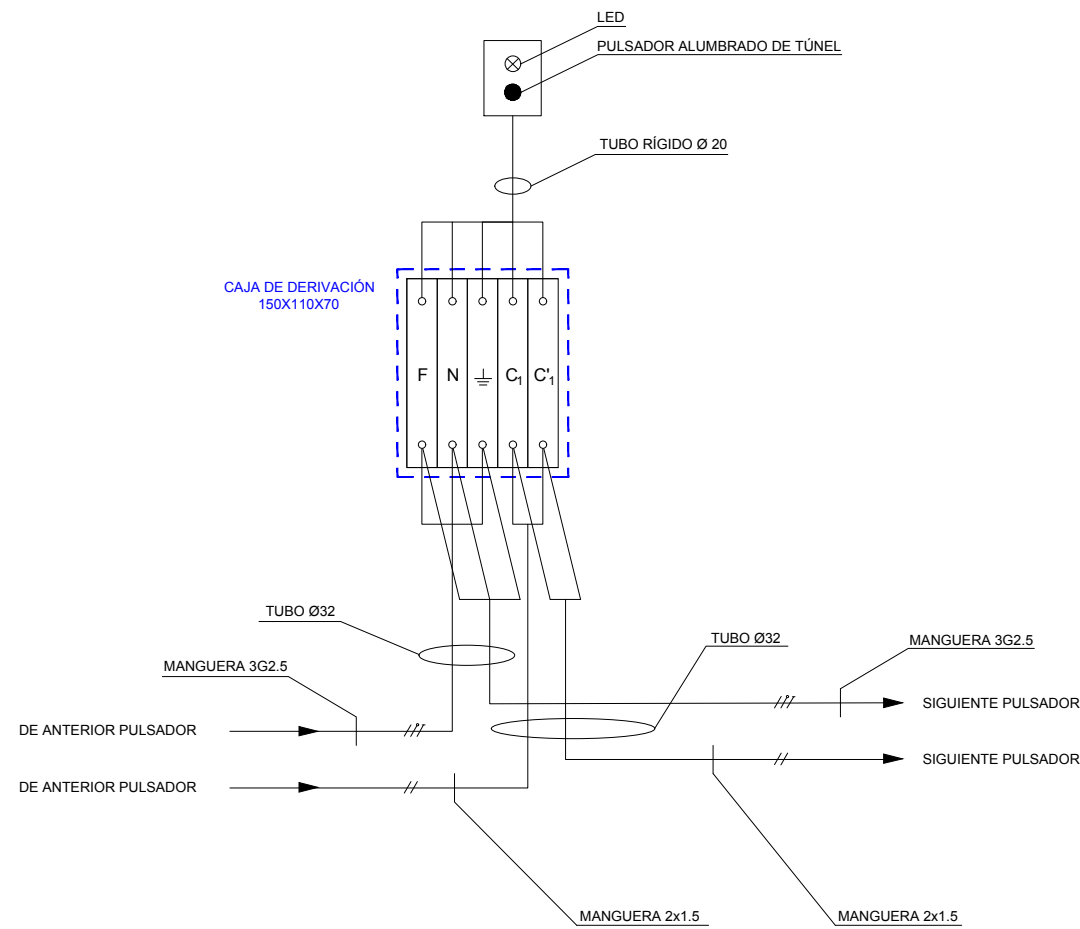 LED
PULSADOR ALUMBRADO DE TÚNEL
TUBO RÍGIDO Ø 20
CAJA DE DERIVACIÓN
150X110X70
F N C1 C'1
TUBO Ø32
TUBO Ø32
MANGUERA 3G2.5
MANGUERA 3G2.5
SIGUIENTE PULSADOR
DE ANTERIOR PULSADOR
SIGUIENTE PULSADOR
DE ANTERIOR PULSADOR
MANGUERA 2x1.5
MANGUERA 2x1.5